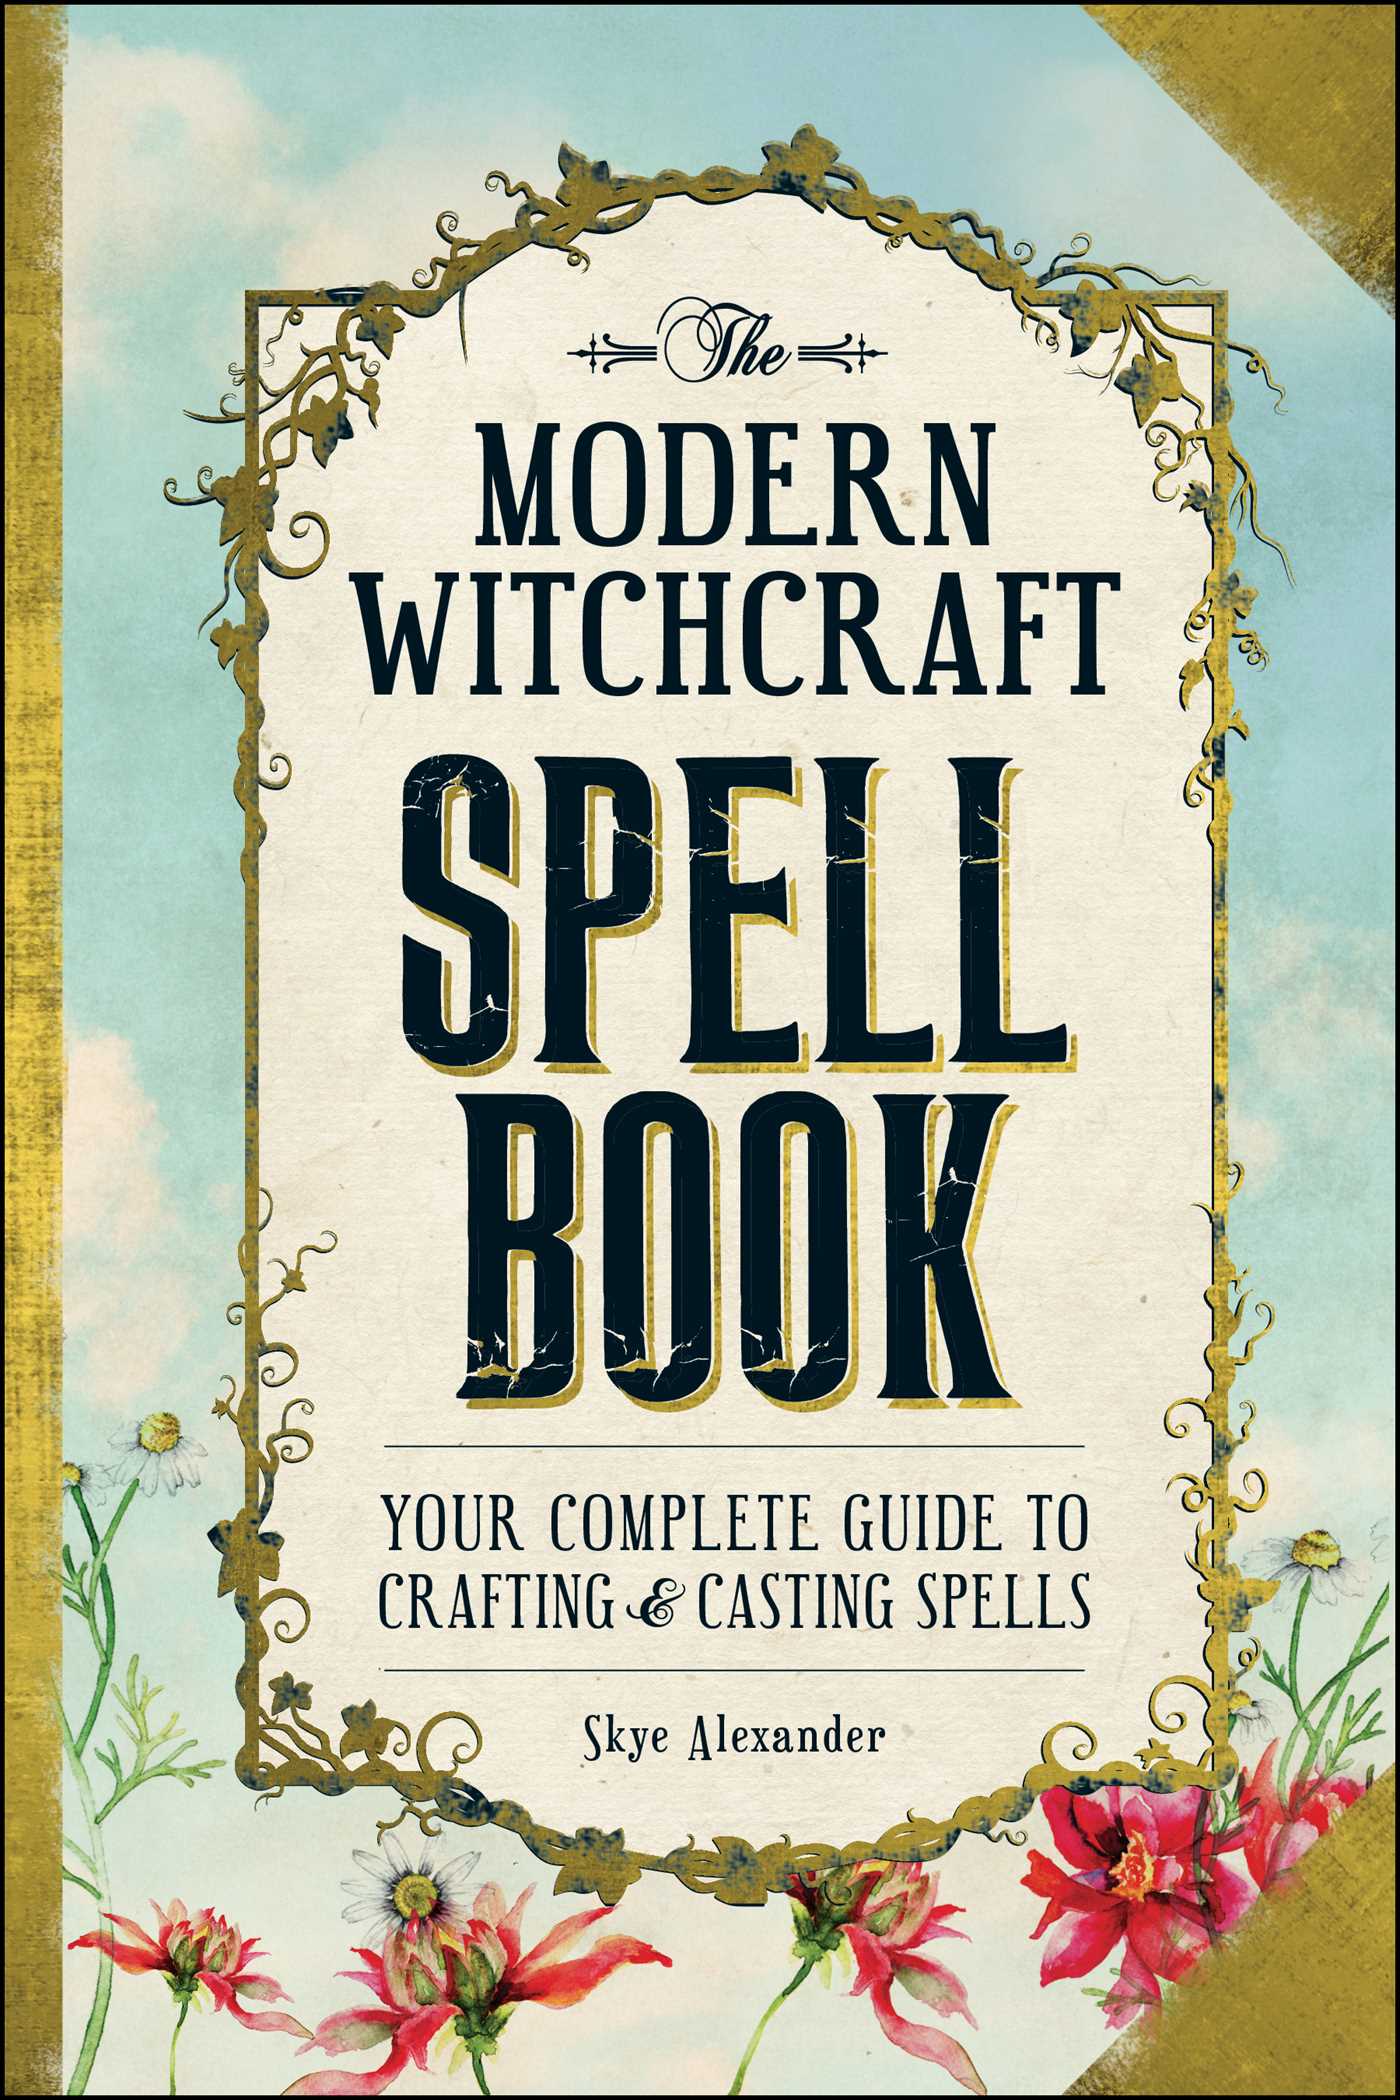 The
MODERN
WITCHCRAFT
SPELL
BOOK
YOUR COMPLETE GUIDE TO
CRAFTING & CASTING SPELLS
Skye Alexander